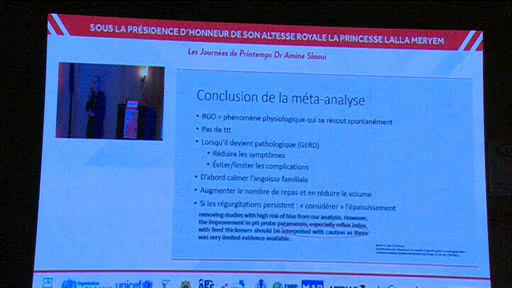 SOUS LA PRÉSIDENCE D'HONNEUR DE SON ALTESSE ROYALE LA PRINCESSE LALLA MERYEM
Les Journées de Printemps Dr Amine Slaoui
Conclusion de la méta-analyse
• RGO = phénomène physiologique qui se résout spontanément
• Pas de ttt
• Lorsqu'il devient pathologique (GERD)
• Réduire les symptômes
• Éviter/limiter les complications
• D'abord calmer l'angoisse familiale
• Augmenter le nombre de repas et en réduire le volume
• Si les régurgitations persistent : « considérer » l'épaississement
removing studies with high risk of bias from our analysis. However,
the improvement in pH probe parameters, especially reflux index,
with feed thickeners should be interpreted with caution as there
was very limited evidence available.
unicef